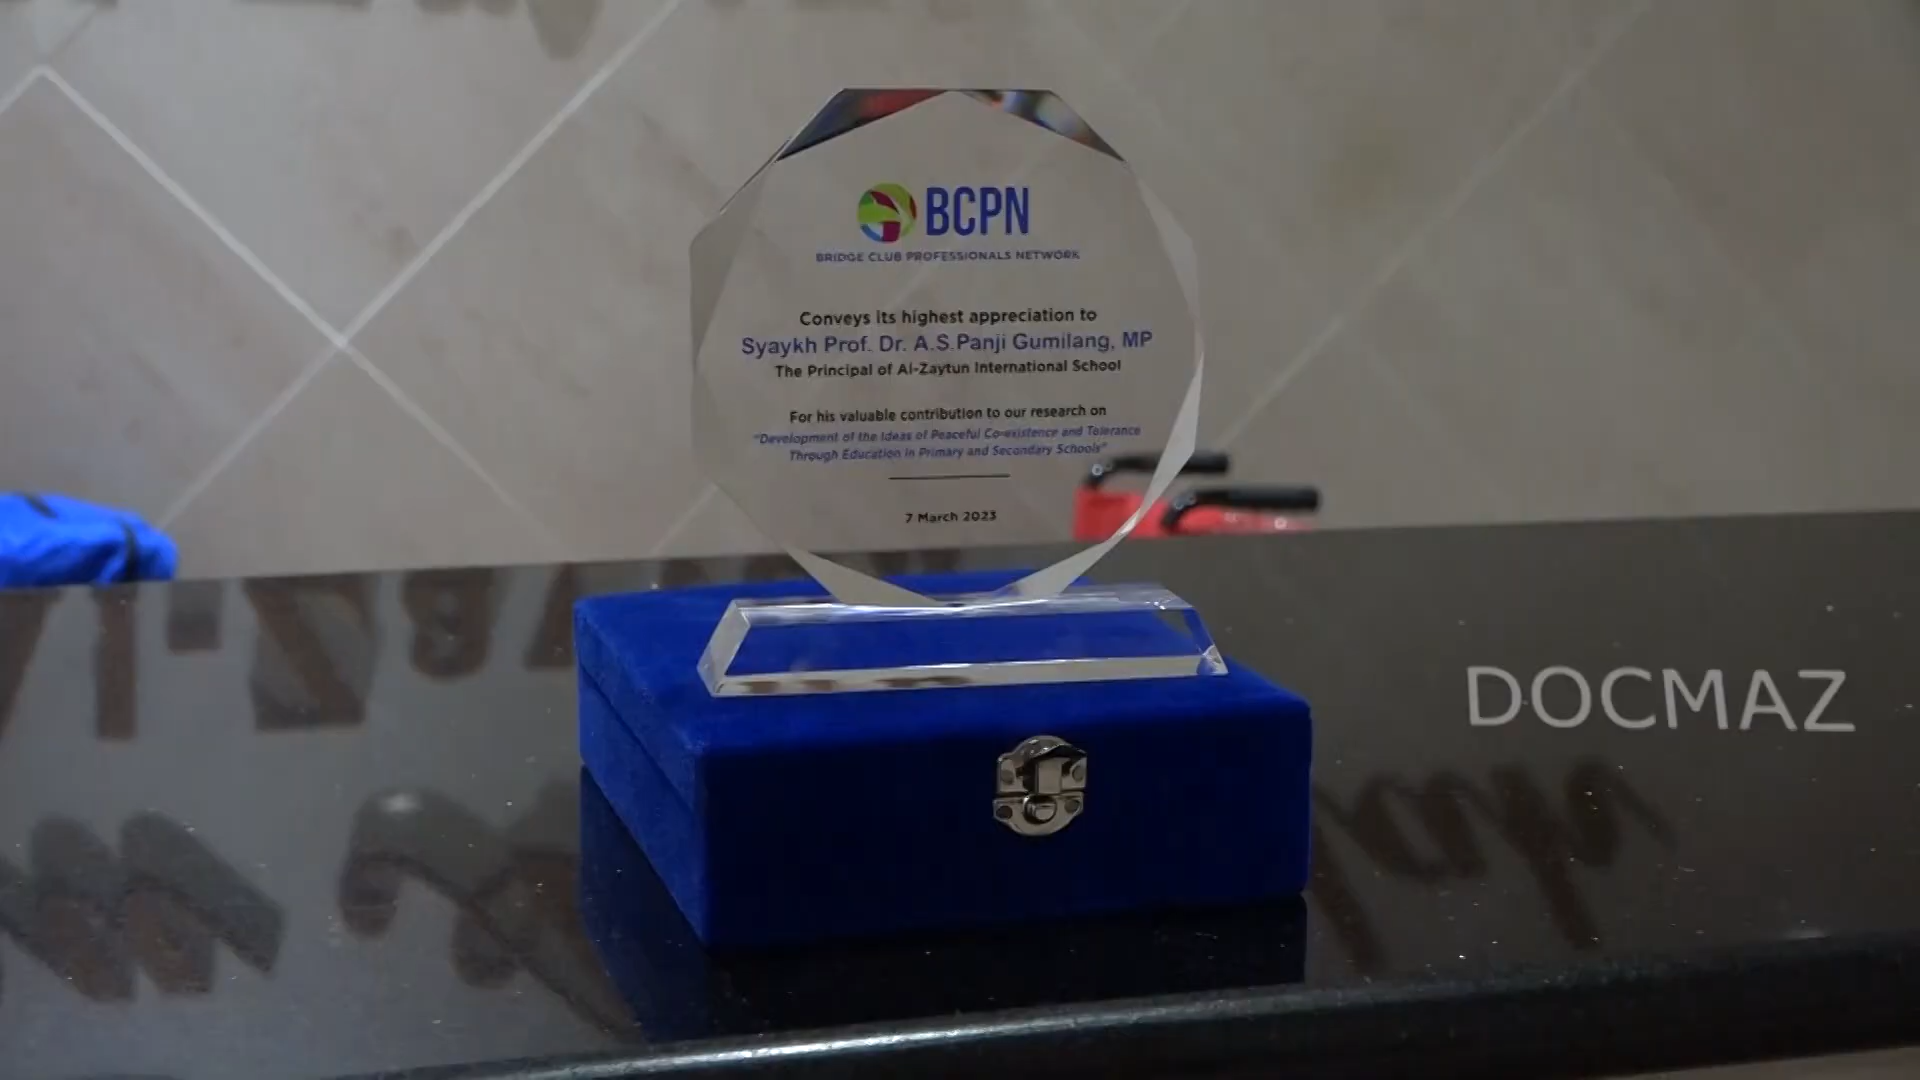 BCPN
BRIDGE CLUB PROFESSIONALS NETWORK
Conveys its highest appreciation to
Syaykh Prof. Dr. A.S.Panji Gumilang, MP
The Principal of Al-Zaytun International School
For his valuable contribution to our research on
"Development of the Ideas of Peaceful Co-existence and Tolerance
Through Education in Primary and Secondary Schools"
7 March 2023
DOCMAZ